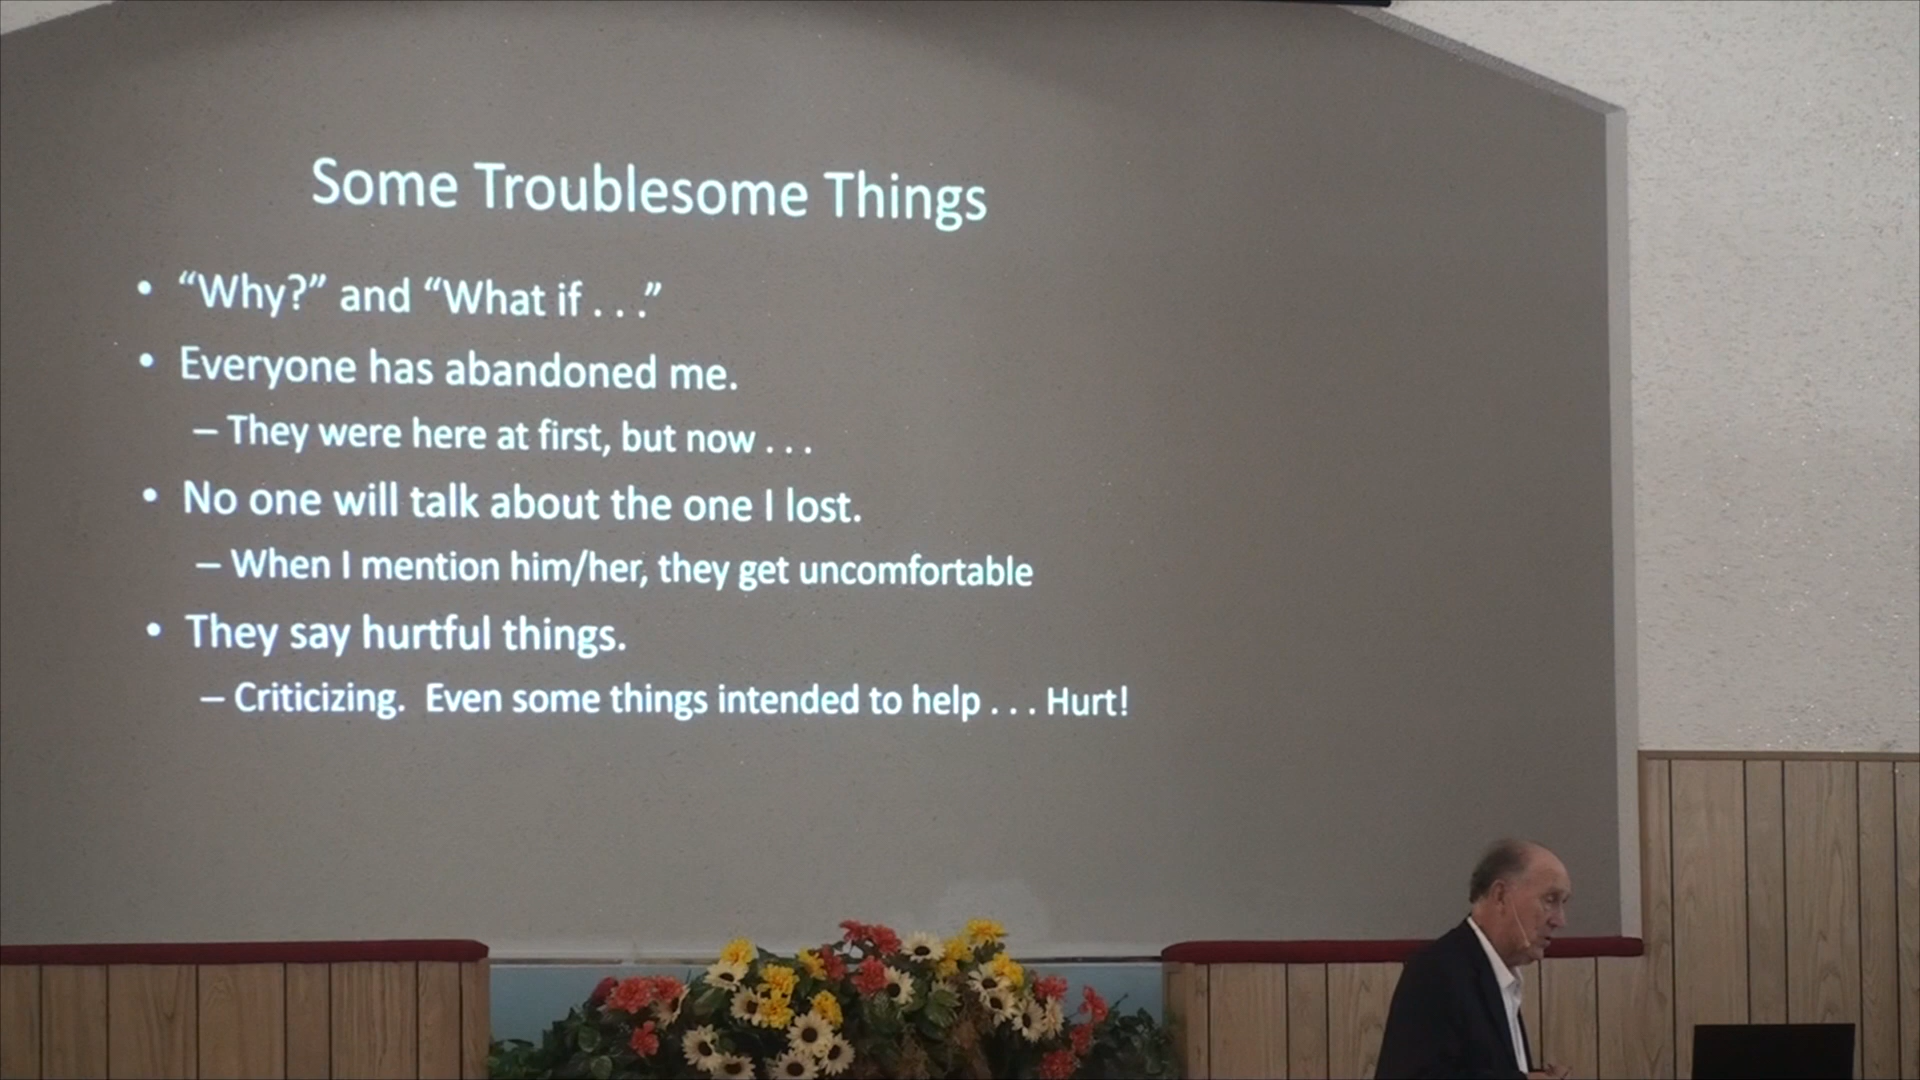 Some Troublesome Things
• “Why?” and “What if . . .”
• Everyone has abandoned me.
– They were here at first, but now . . .
• No one will talk about the one I lost.
– When I mention him/her, they get uncomfortable
• They say hurtful things.
– Criticizing.  Even some things intended to help . . . Hurt!